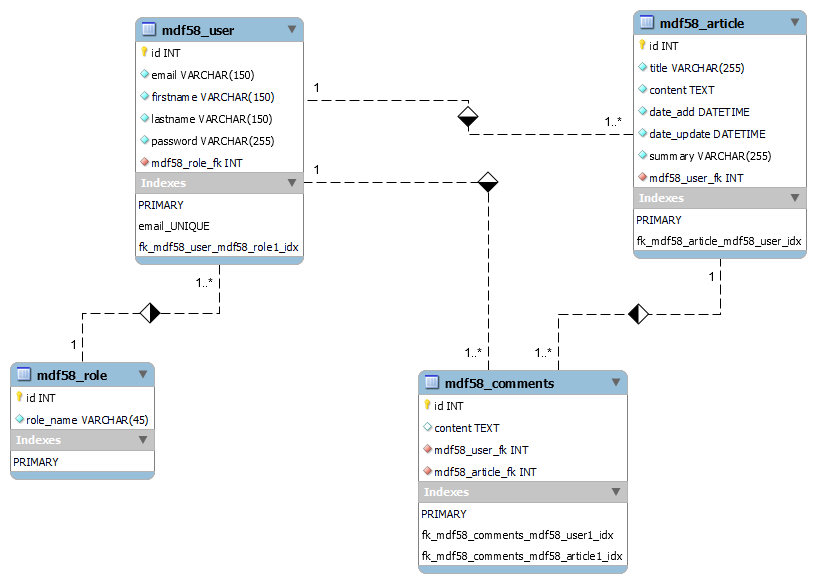 mdf58_user
id INT
email VARCHAR(150)
firstname VARCHAR(150)
lastname VARCHAR(150)
password VARCHAR(255)
mdf58_role_fk INT
Indexes
PRIMARY
email_UNIQUE
fk_mdf58_user_mdf58_role1_idx
mdf58_article
id INT
title VARCHAR(255)
content TEXT
date_add DATETIME
date_update DATETIME
summary VARCHAR(255)
mdf58_user_fk INT
Indexes
PRIMARY
fk_mdf58_article_mdf58_user_idx
1
1..*
1
1..*
1..*
1
1
1..*
mdf58_role
id INT
role_name VARCHAR(45)
Indexes
PRIMARY
mdf58_comments
id INT
content TEXT
mdf58_user_fk INT
mdf58_article_fk INT
Indexes
PRIMARY
fk_mdf58_comments_mdf58_user1_idx
fk_mdf58_comments_mdf58_article1_idx